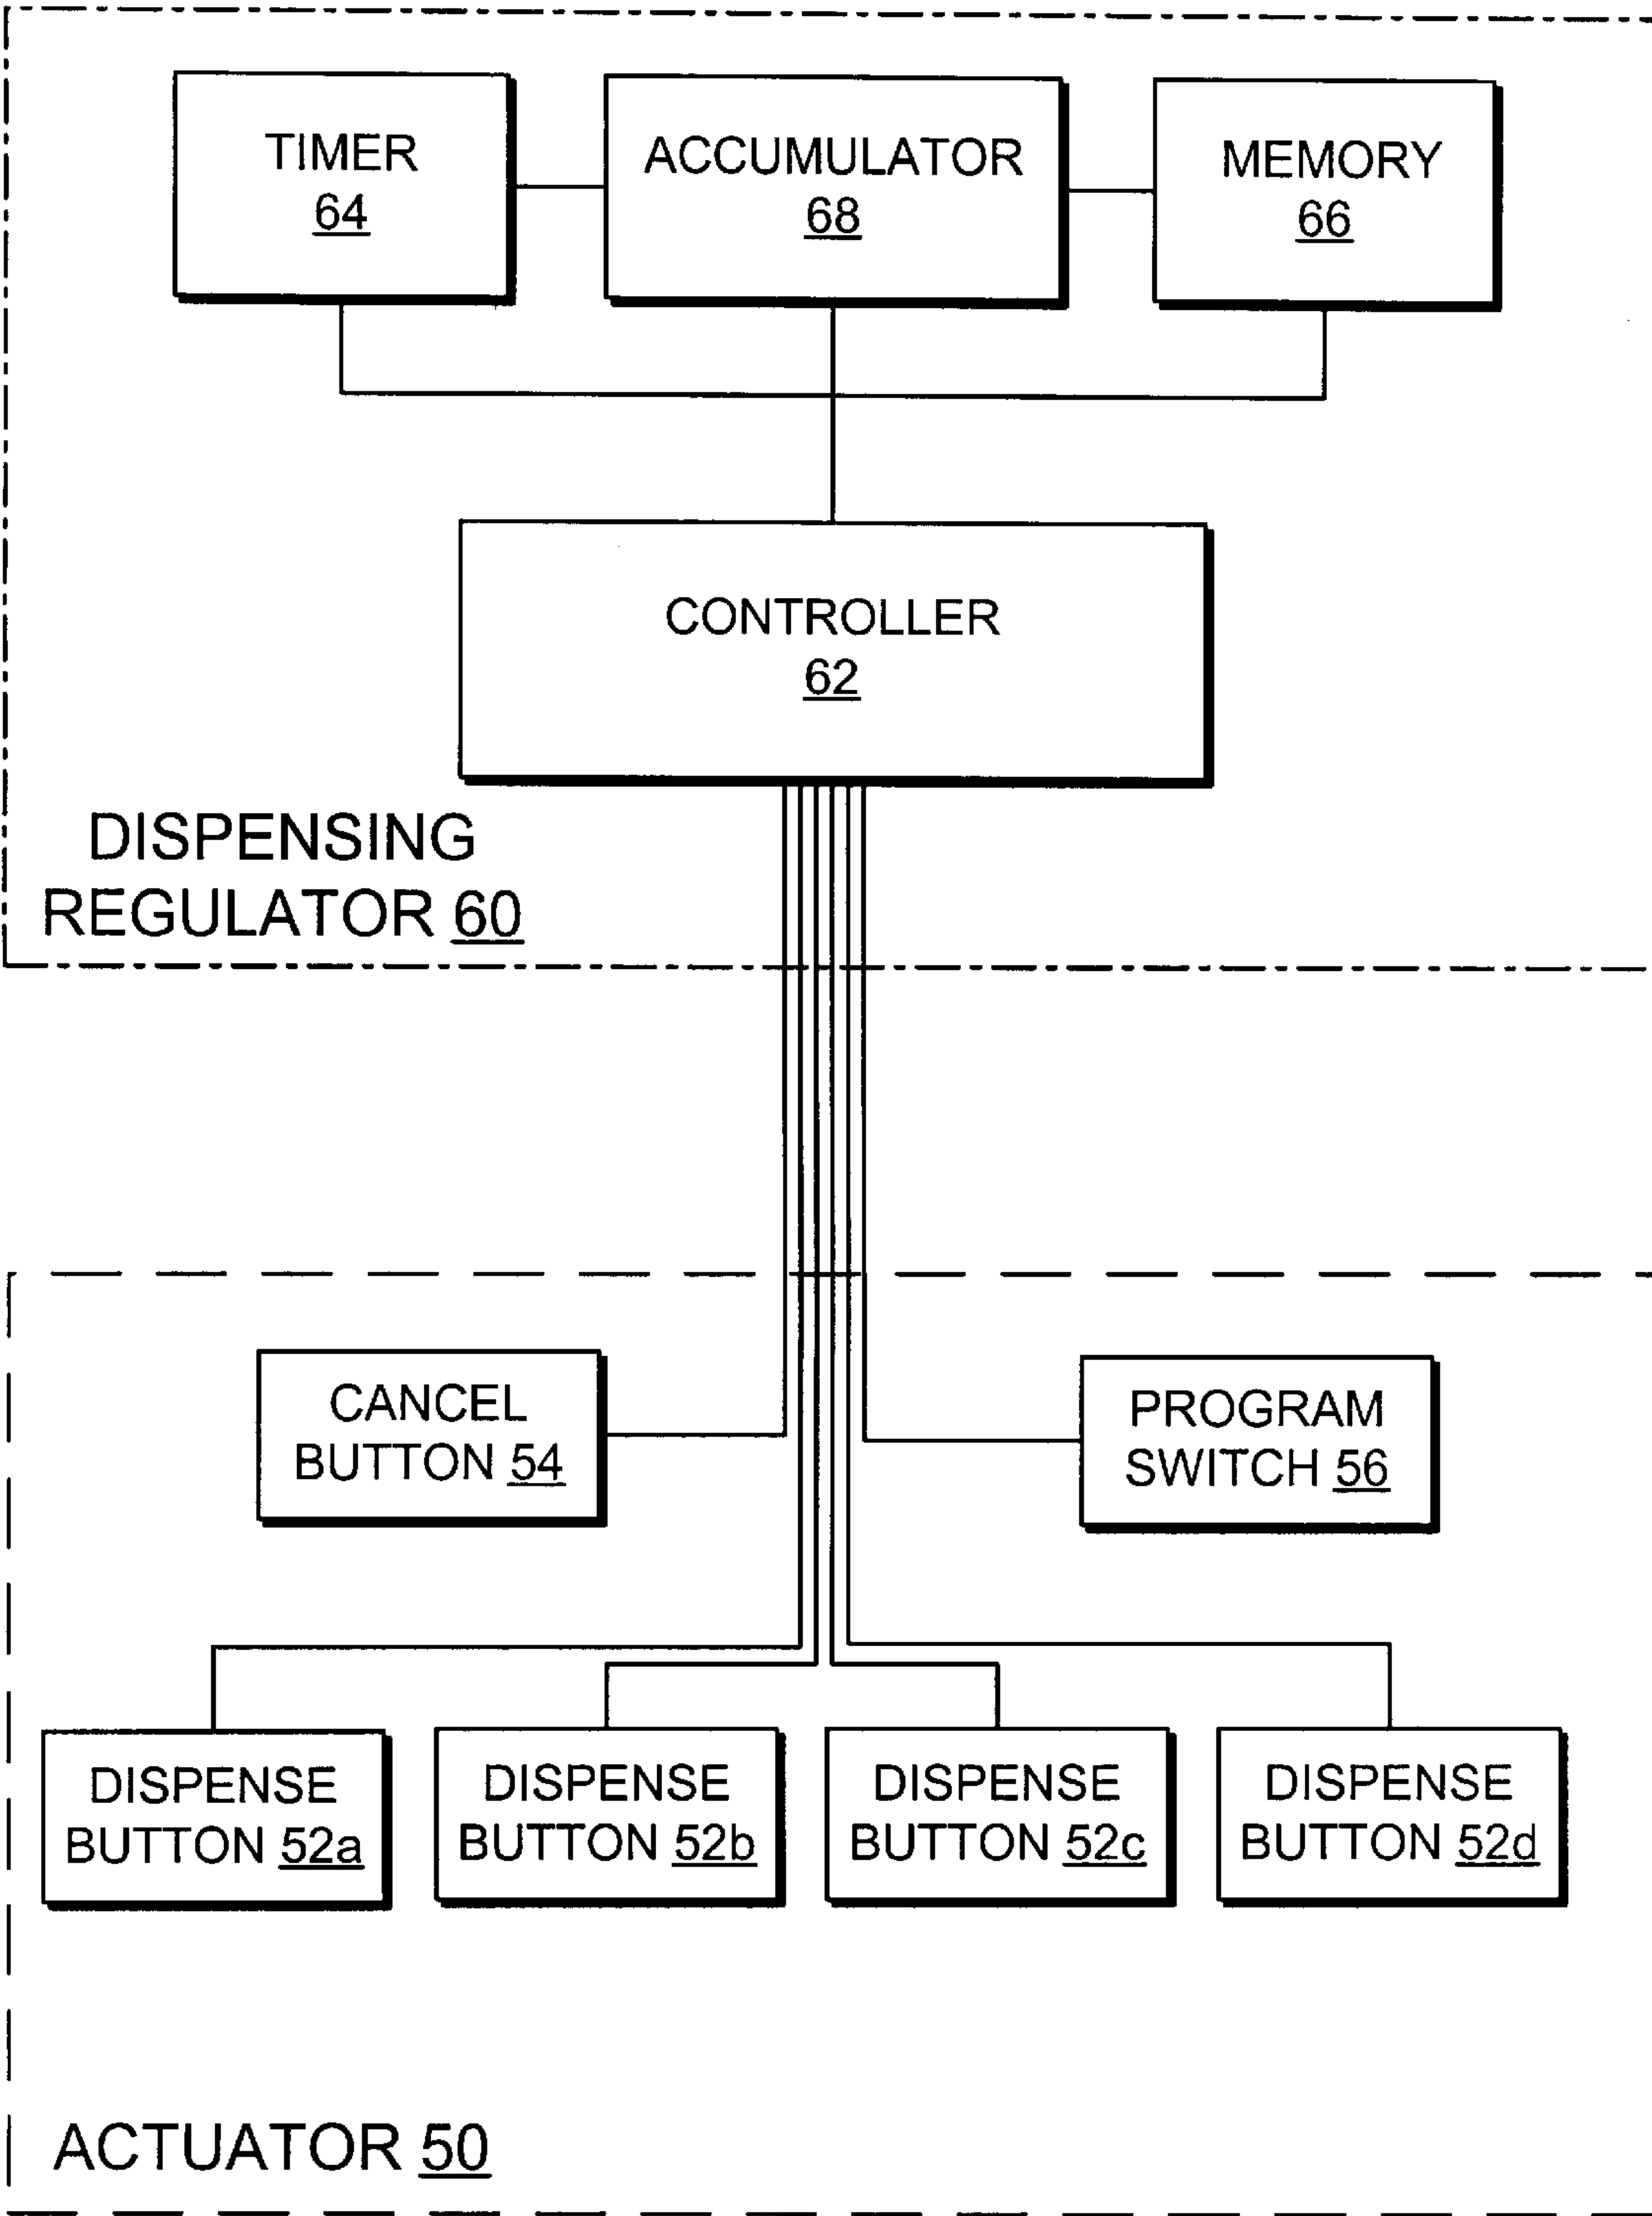 TIMER
64
ACCUMULATOR
68
MEMORY
66
CONTROLLER
62
DISPENSING
REGULATOR 60
CANCEL
BUTTON 54
PROGRAM
SWITCH 56
DISPENSE
BUTTON 52a
DISPENSE
BUTTON 52b
DISPENSE
BUTTON 52c
DISPENSE
BUTTON 52d
ACTUATOR 50